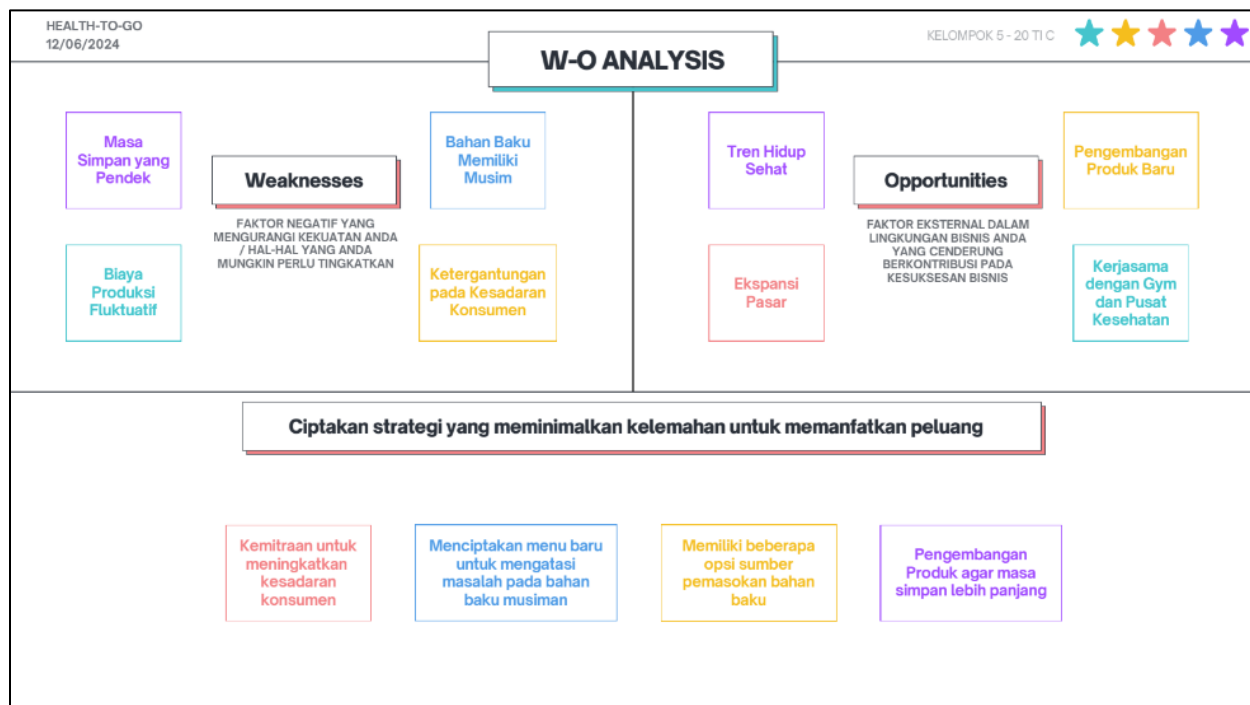 HEALTH-TO-GO
12/06/2024
KELOMPOK 5 - 20 TI C
W-O ANALYSIS
Masa
Simpan yang
Pendek
Weaknesses
Bahan Baku
Memiliki
Musim
FAKTOR NEGATIF YANG
MENGURANGI KEKUATAN ANDA
/ HAL-HAL YANG ANDA
MUNGKIN PERLU TINGKATKAN
Biaya
Produksi
Fluktuatif
Ketergantungan
pada Kesadaran
Konsumen
Tren Hidup
Sehat
Opportunities
Pengembangan
Produk Baru
FAKTOR EKSTERNAL DALAM
LINGKUNGAN BISNIS ANDA
YANG CENDERUNG
BERKONTRIBUSI PADA
KESUKSESAN BISNIS
Ekspansi
Pasar
Kerjasama
dengan Gym
dan Pusat
Kesehatan
Ciptakan strategi yang meminimalkan kelemahan untuk memanfatkan peluang
Kemitraan untuk
meningkatkan
kesadaran
konsumen
Menciptakan menu baru
untuk mengatasi
masalah pada bahan
baku musiman
Memiliki beberapa
opsi sumber
pemasokan bahan
baku
Pengembangan
Produk agar masa
simpan lebih panjang